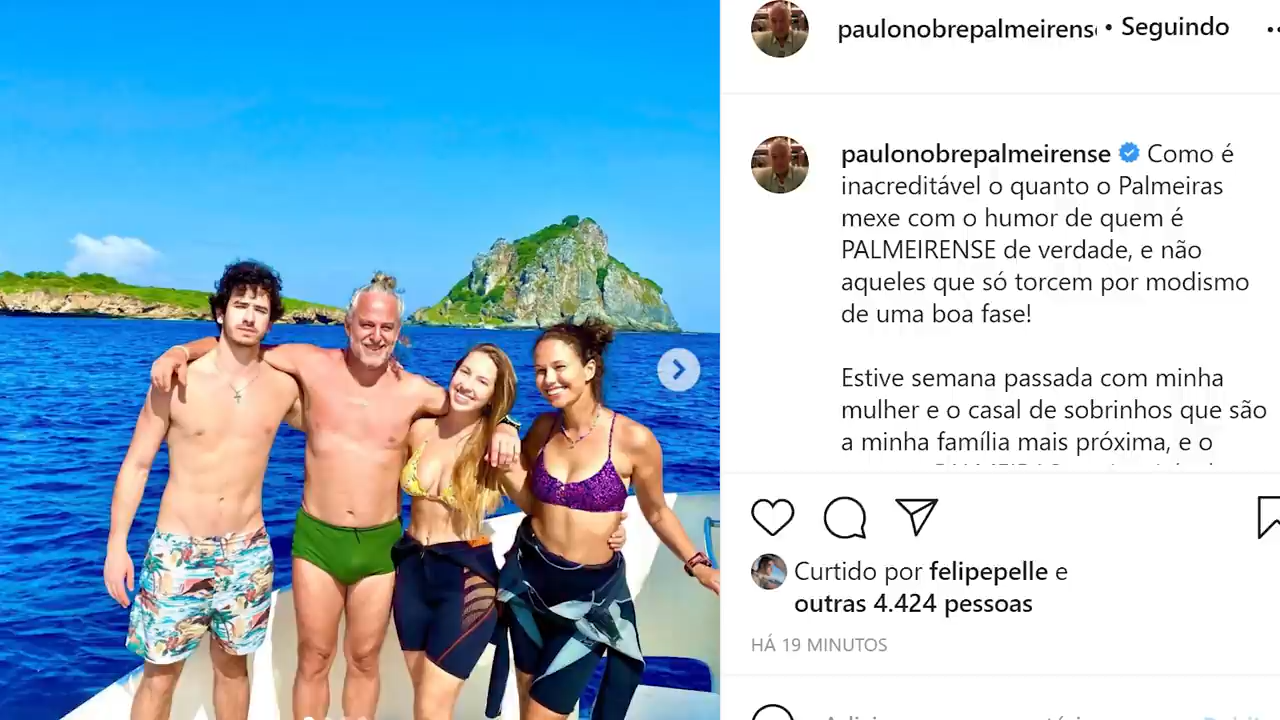 paulonobrepalmeirens • Seguindo
paulonobrepalmeirense Como é
inacreditável o quanto o Palmeiras
mexe com o humor de quem é
PALMEIRENSE de verdade, e não
aqueles que só torcem por modismo
de uma boa fase!
Estive semana passada com minha
mulher e o casal de sobrinhos que são
a minha família mais próxima, e o
Curtido por felipepelle e
outras 4.424 pessoas
HÁ 19 MINUTOS